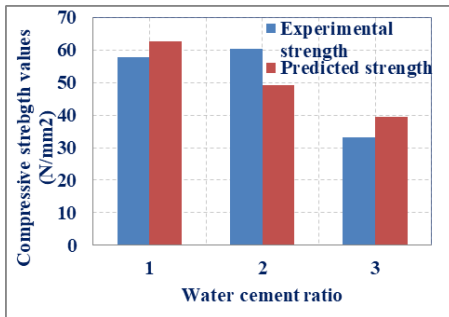 Compressive strebgth values
(N/mm2)
70
60
50
40
30
20
10
0
Experimental
strength
Predicted strength
1 2 3
Water cement ratio